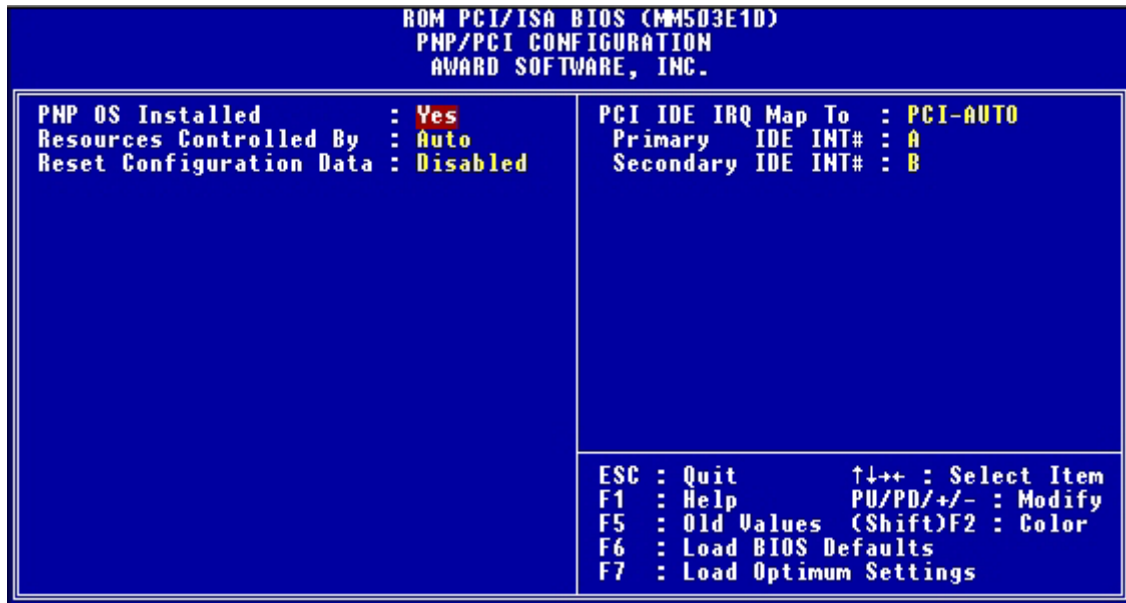 ROM PCI/ISA BIOS (MM503E1D)
PNP/PCI CONFIGURATION
AWARD SOFTWARE, INC.
PNP OS Installed : Yes
Resources Controlled By : Auto
Reset Configuration Data : Disabled
PCI IDE IRQ Map To : PCI-AUTO
Primary IDE INT# : A
Secondary IDE INT# : B
ESC : Quit ↑↓→← : Select Item
F1 : Help PU/PD/+/- : Modify
F5 : Old Values (Shift)F2 : Color
F6 : Load BIOS Defaults
F7 : Load Optimum Settings